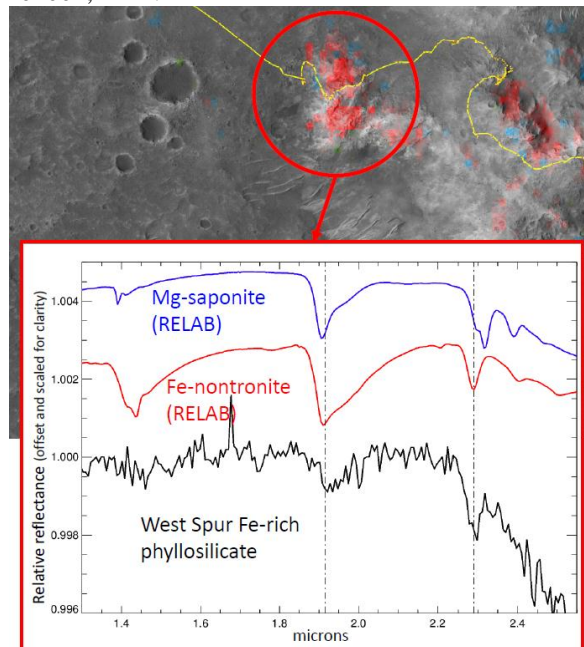 1.004
Mg-saponite
(RELAB)
1.002
Fe-nontronite
(RELAB)
1.000
West Spur Fe-rich
phyllosilicate
0.998
0.996
Relative reflectance (offset and scaled for clarity)
1.4 1.6 1.8 2.0 2.2 2.4
microns